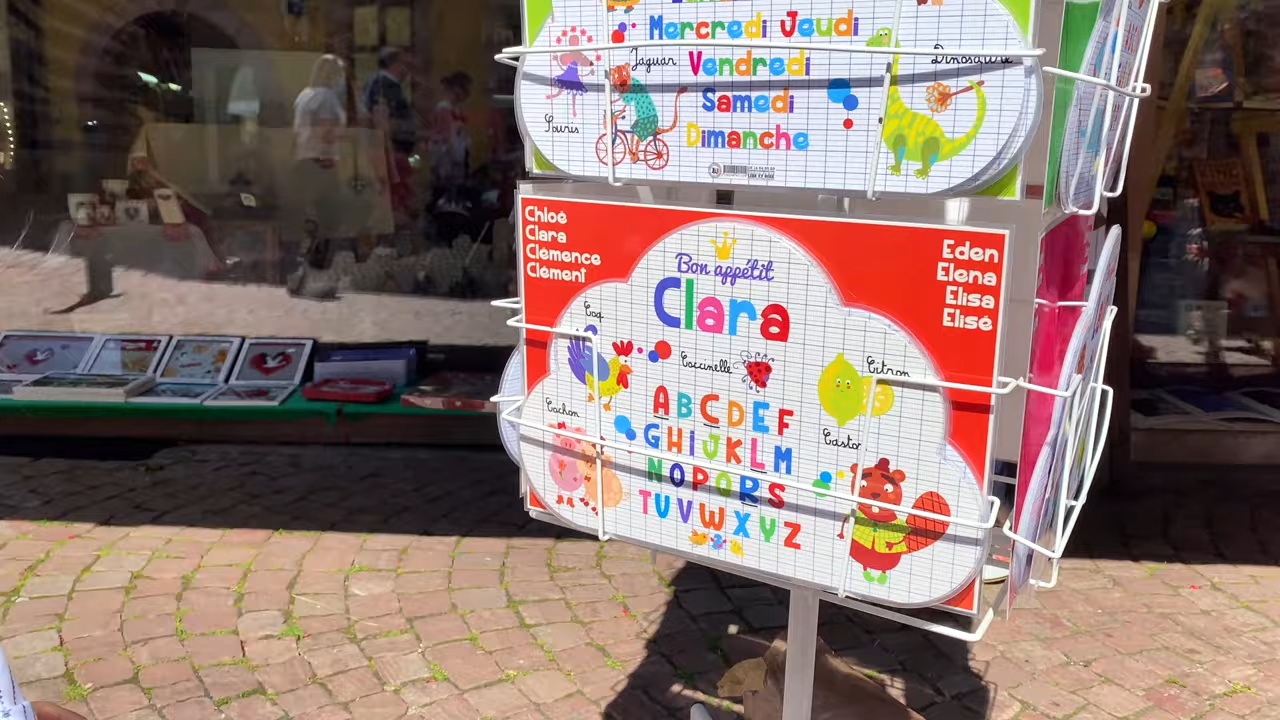 Mercredi Jeudi
Jaguar
Vendredi
Dinosaure
Samedi
Souris
Dimanche
Chloé
Clara
Clémence
Clément
Eden
Elena
Elisa
Elise
Bon appétit
Clara
Coq
Coccinelle
Citron
Cochon
Castor
ABCDEF
GHiJKLM
NOPQRS
TUVWXYZ